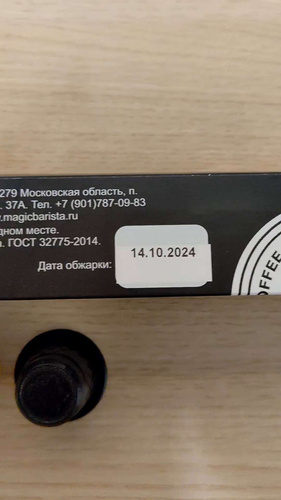 279 Московская область, п.
. 37А. Тел. +7 (901)787-09-83
.magicbarista.ru
дном месте.
а. ГОСТ 32775-2014.
Дата обжарки:
14.10.2024
OFFEE